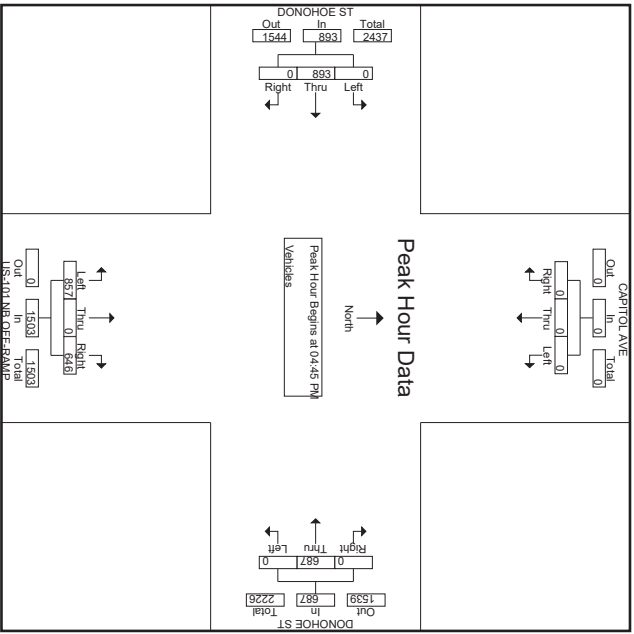 DONOHOE ST
Out In Total
1544 893 2437
0 893 0
Right Thru Left
CAPITOL AVE
Out In Total
0 0 0
0 0 0
Right Thru Left
Peak Hour Data
North
Peak Hour Begins at 04:45 PM
Vehicles
Left Thru Right
857 0 646
Out In Total
0 1503 1503
US-101 NB OFF-RAMP
Left Thru Right
0 687 0
Total In Out
2226 687 1539
DONOHOE ST